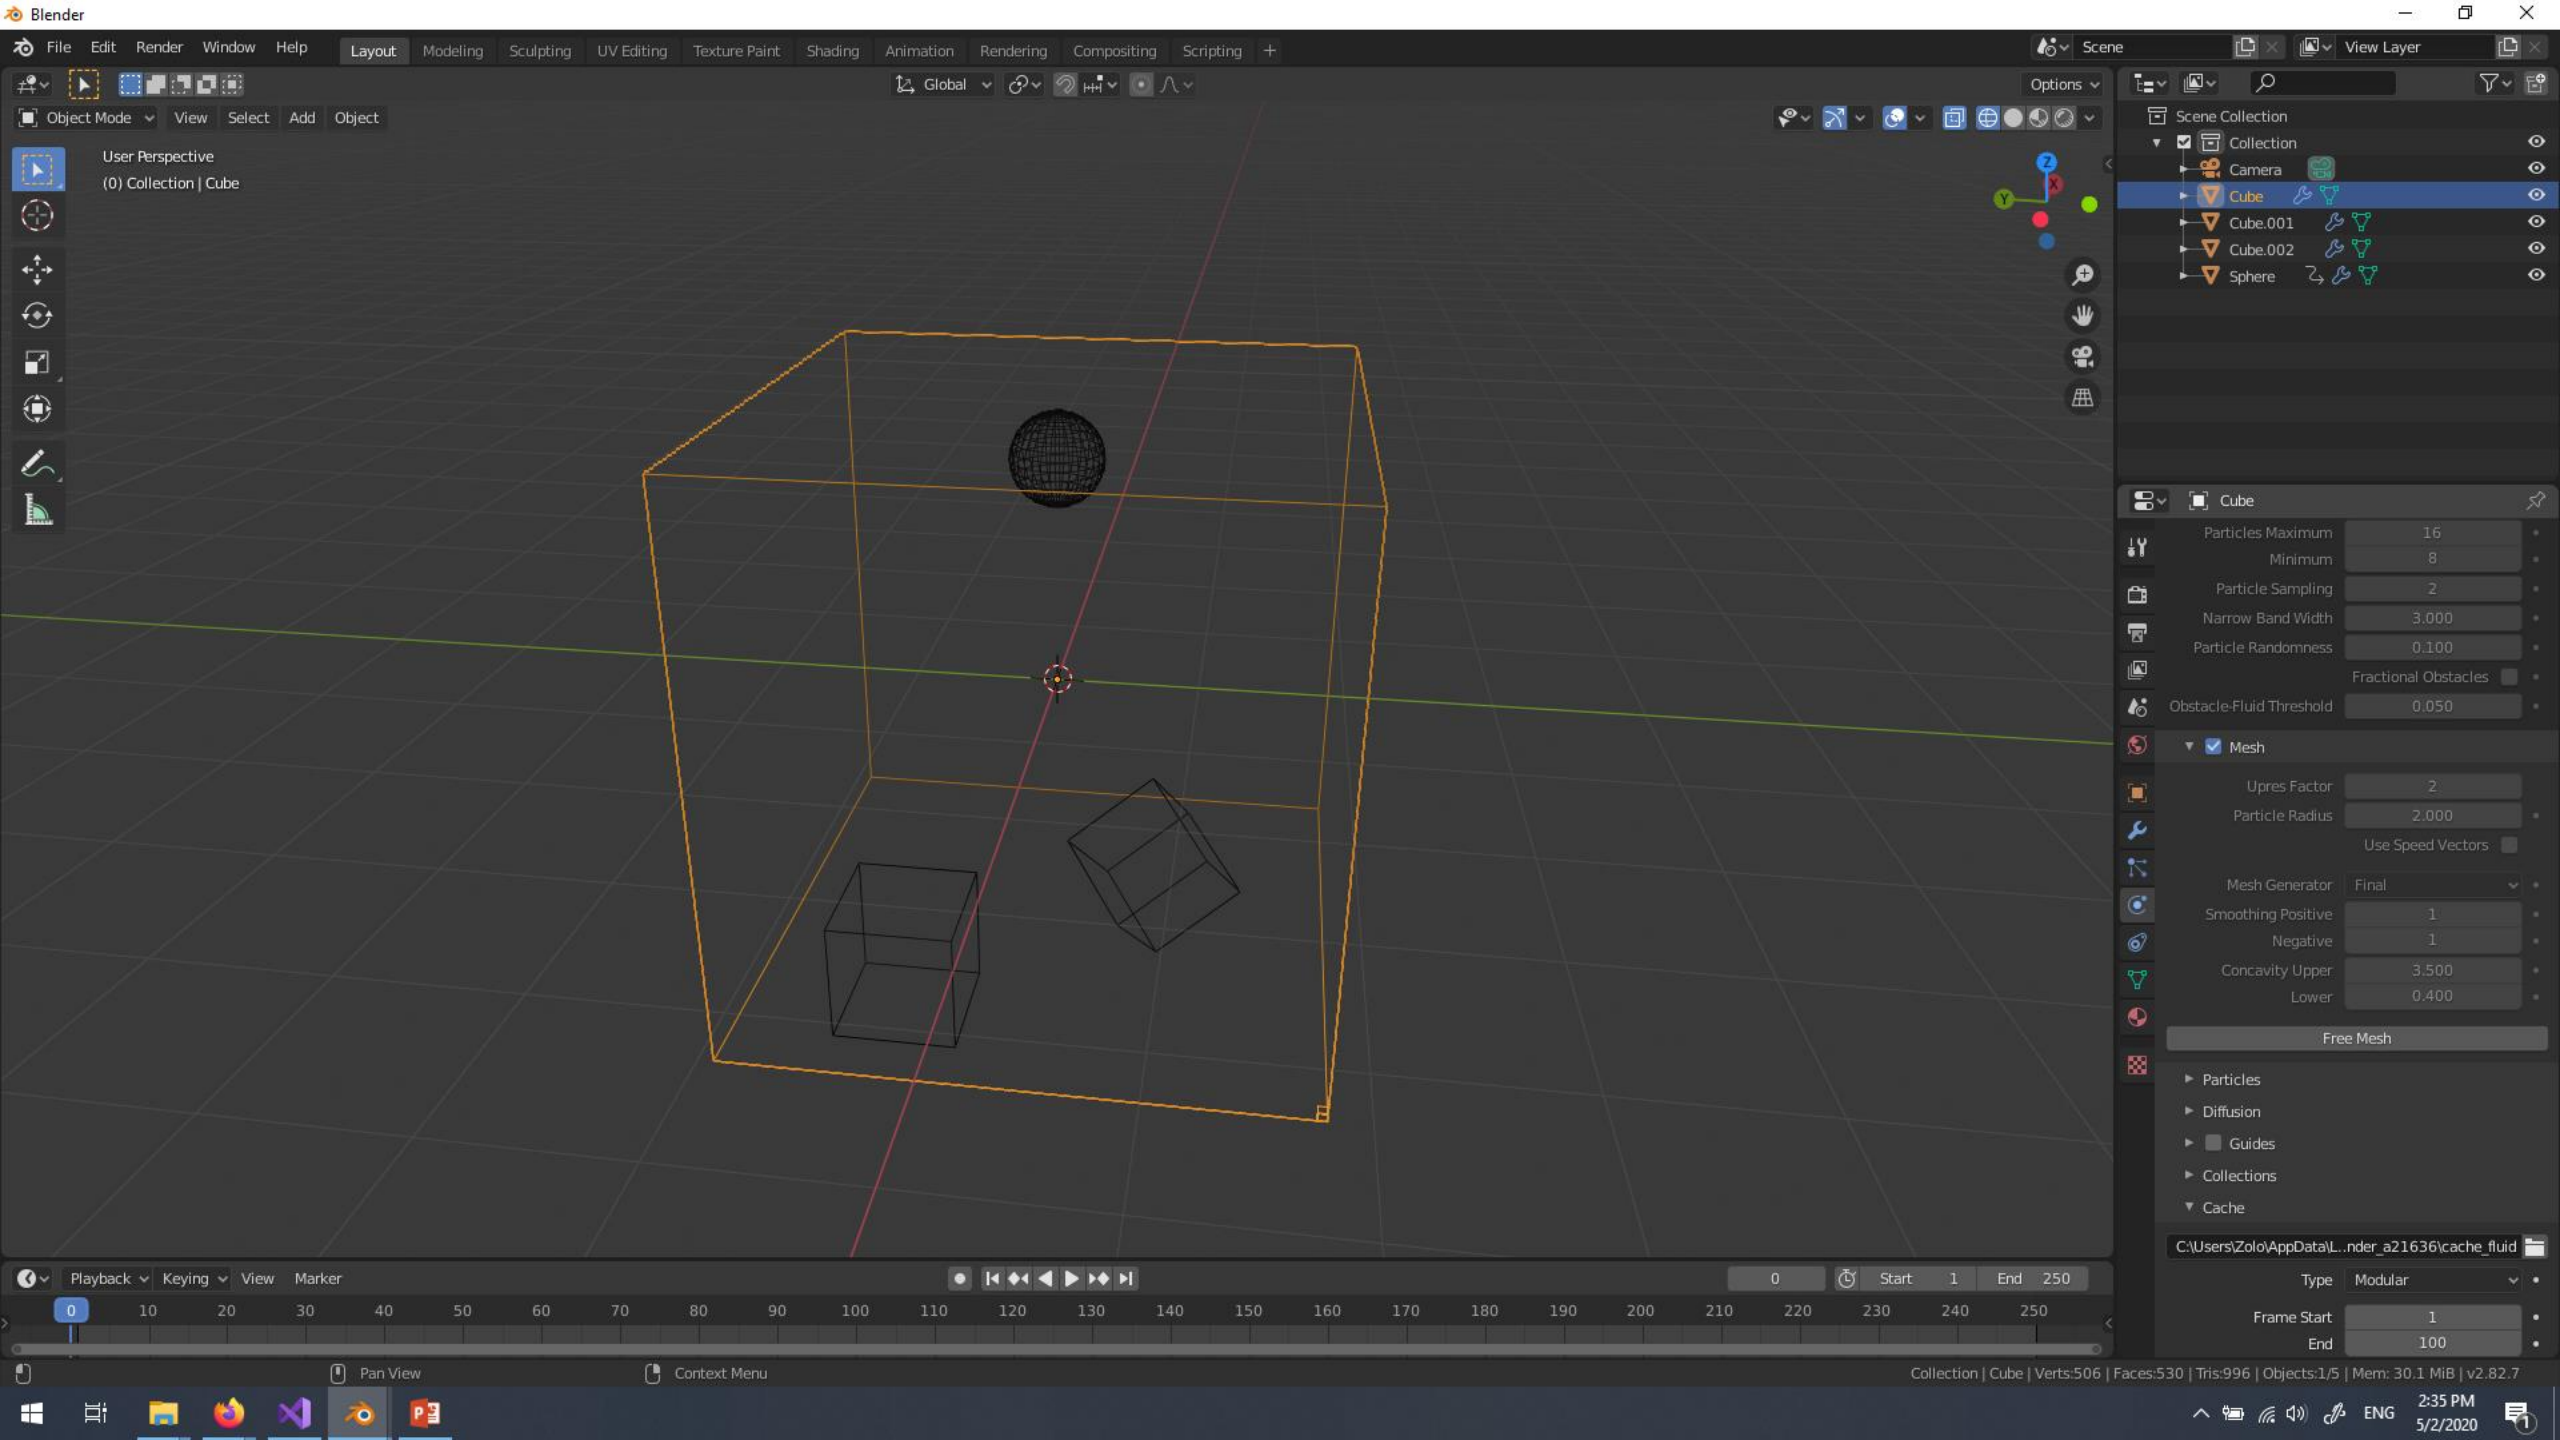 Blender
File Edit Render Window Help
Layout Modeling Sculpting UV Editing Texture Paint Shading Animation Rendering Compositing Scripting +
Scene
View Layer
Global
Options
Object Mode View Select Add Object
User Perspective
(0) Collection | Cube
Z
X
Y
Scene Collection
Collection
Camera
Cube
Cube.001
Cube.002
Sphere
Cube
Particles Maximum 16
Minimum 8
Particle Sampling 2
Narrow Band Width 3.000
Particle Randomness 0.100
Fractional Obstacles
Obstacle-Fluid Threshold 0.050
Mesh
Upres Factor 2
Particle Radius 2.000
Use Speed Vectors
Mesh Generator Final
Smoothing Positive 1
Negative 1
Concavity Upper 3.500
Lower 0.400
Free Mesh
Particles
Diffusion
Guides
Collections
Cache
C:\Users\Zolo\AppData\L..nder_a21636\cache_fluid
Type Modular
Frame Start 1
End 100
Playback Keying View Marker
0 Start 1 End 250
0 10 20 30 40 50 60 70 80 90 100 110 120 130 140 150 160 170 180 190 200 210 220 230 240 250
Pan View
Context Menu
Collection | Cube | Verts:506 | Faces:530 | Tris:996 | Objects:1/5 | Mem: 30.1 MiB | v2.82.7
ENG
2:35 PM
5/2/2020
1